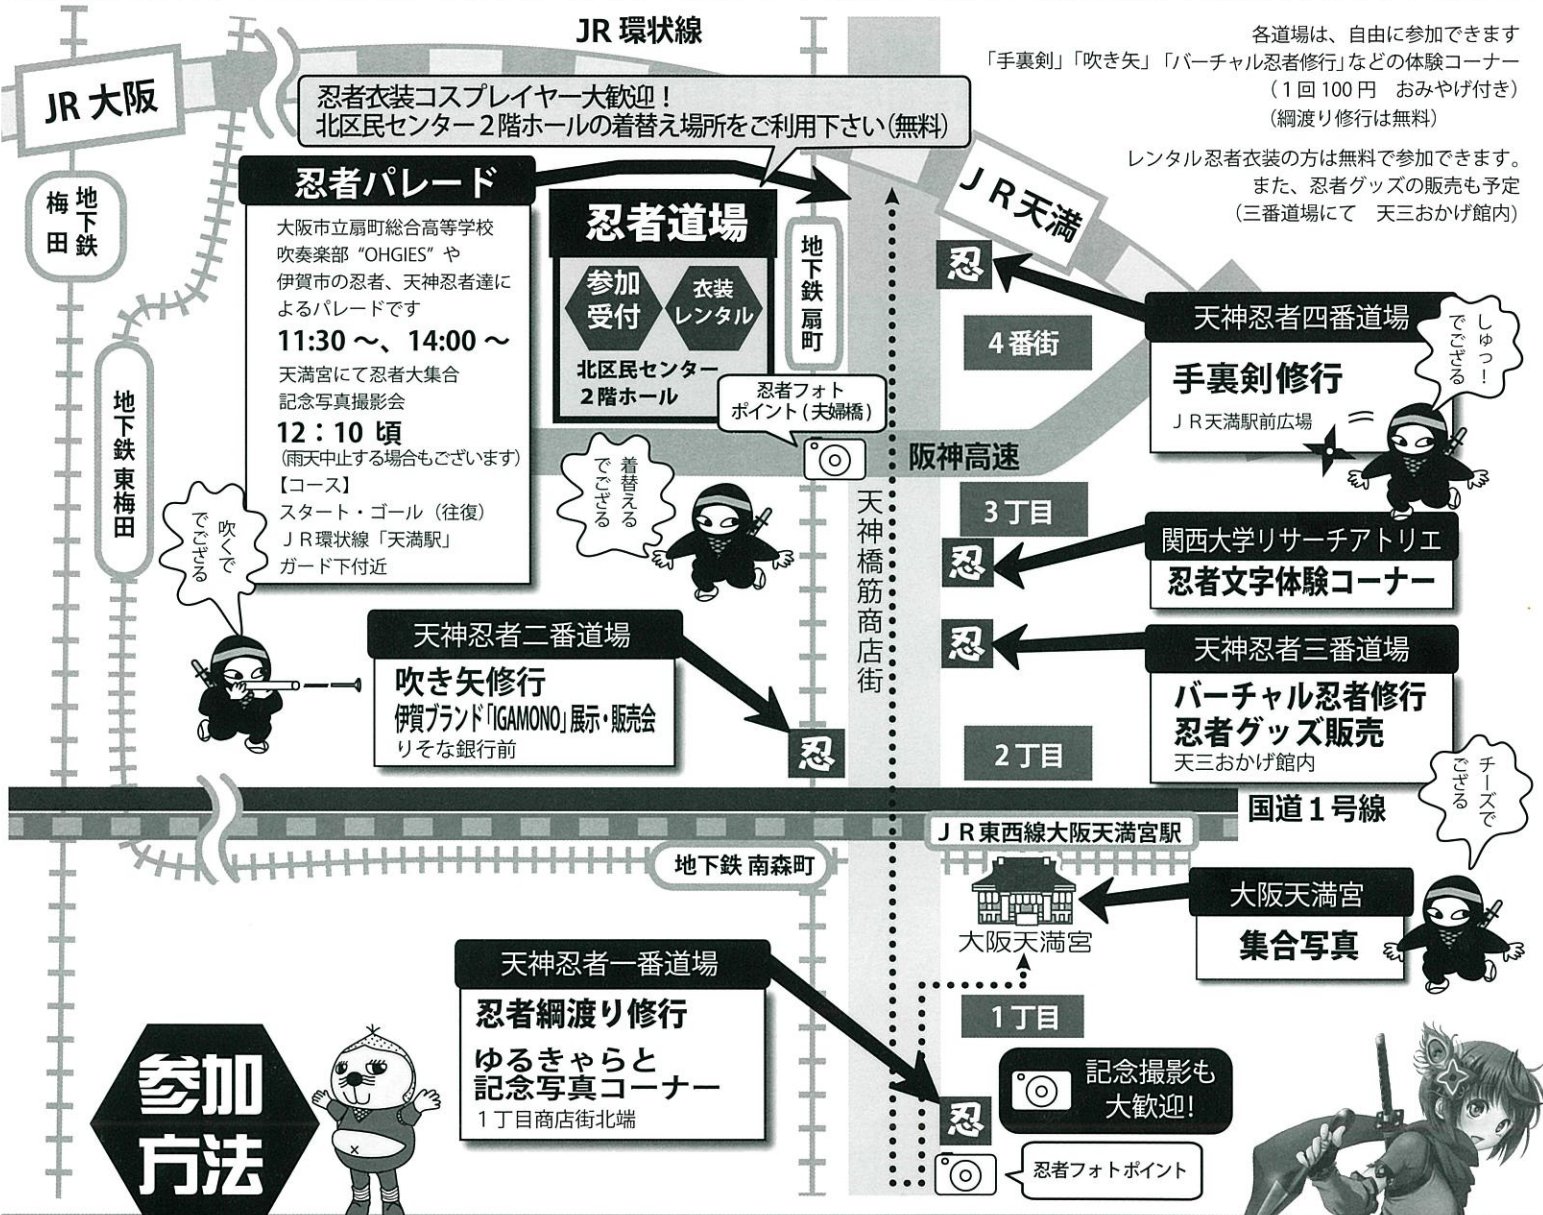 JR 環状線
JR 大阪
忍者衣装コスプレイヤー大歓迎！
北区民センター２階ホールの着替え場所をご利用下さい(無料)
各道場は、自由に参加できます
「手裏剣」「吹き矢」「バーチャル忍者修行」などの体験コーナー
（１回 100 円　おみやげ付き）
（綱渡り修行は無料）
レンタル忍者衣装の方は無料で参加できます。
また、忍者グッズの販売も予定
（三番道場にて　天三おかげ館内）
地下鉄
梅田
忍者パレード
大阪市立扇町総合高等学校
吹奏楽部 “OHGIES” や
伊賀市の忍者、天神忍者達に
よるパレードです
11:30 ～、14:00 ～
天満宮にて忍者大集合
記念写真撮影会
12：10 頃
(雨天中止する場合もございます)
【コース】
スタート・ゴール（往復）
ＪＲ環状線「天満駅」
ガード下付近
忍者道場
参加
受付
衣装
レンタル
北区民センター
２階ホール
地下鉄 扇町
ＪＲ天満
忍
4 番街
天神忍者四番道場
手裏剣修行
ＪＲ天満駅前広場
しゅっ！
でござる
忍者フォト
ポイント ( 夫婦橋 )
阪神高速
地下鉄 東梅田
吹くで
でござる
着替える
でござる
天神橋筋商店街
3 丁目
忍
関西大学リサーチアトリエ
忍者文字体験コーナー
忍
天神忍者三番道場
バーチャル忍者修行
忍者グッズ販売
天三おかげ館内
天神忍者二番道場
吹き矢修行
伊賀ブランド「IGAMONO」展示・販売会
りそな銀行前
忍
2 丁目
チーズで
ござる
国道１号線
ＪＲ東西線大阪天満宮駅
地下鉄 南森町
大阪天満宮
大阪天満宮
集合写真
天神忍者一番道場
忍者綱渡り修行
ゆるきゃらと
記念写真コーナー
１丁目商店街北端
1 丁目
忍
記念撮影も
大歓迎!
忍者フォトポイント
参加
方法